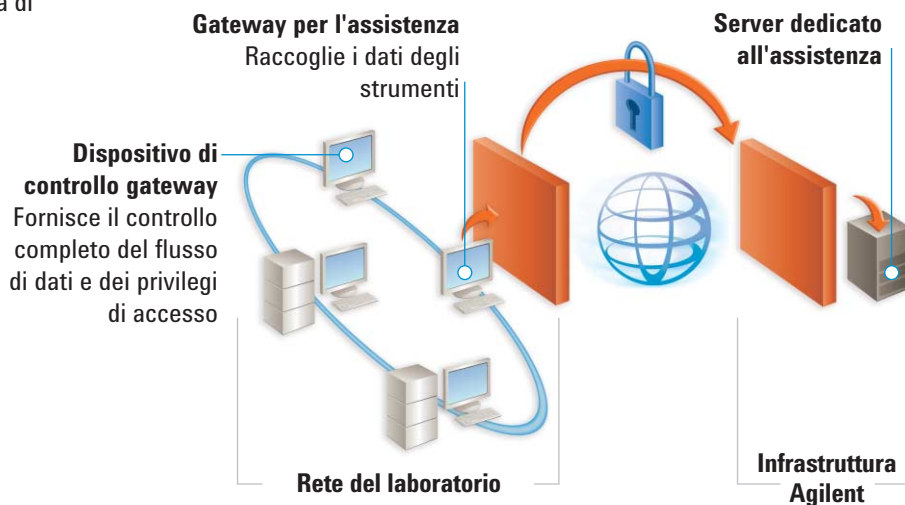 a di
Gateway per l'assistenza
Raccoglie i dati degli
strumenti
Server dedicato
all'assistenza
Dispositivo di
controllo gateway
Fornisce il controllo
completo del flusso
di dati e dei privilegi
di accesso
Rete del laboratorio
Infrastruttura
Agilent